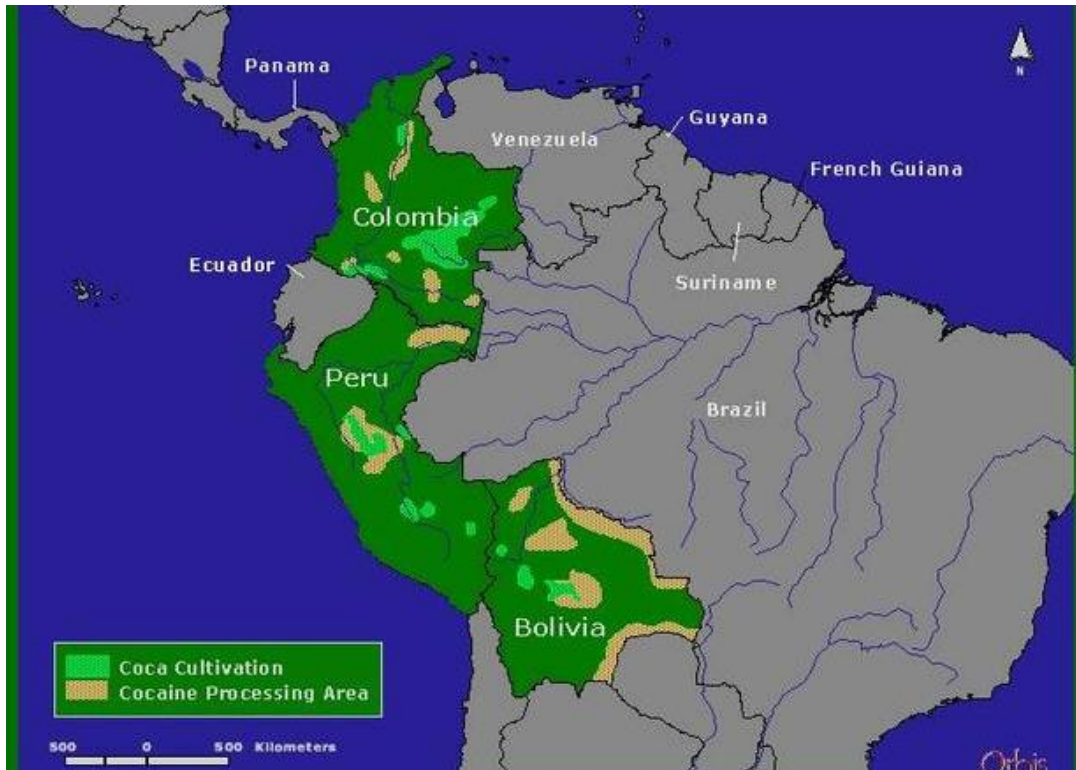 Panama
N
Guyana
Venezuela
French Guiana
Colombia
Ecuador
Suriname
Peru
Brazil
Bolivia
Coca Cultivation
Cocaine Processing Area
500 0 500 Kilometers
Orbis